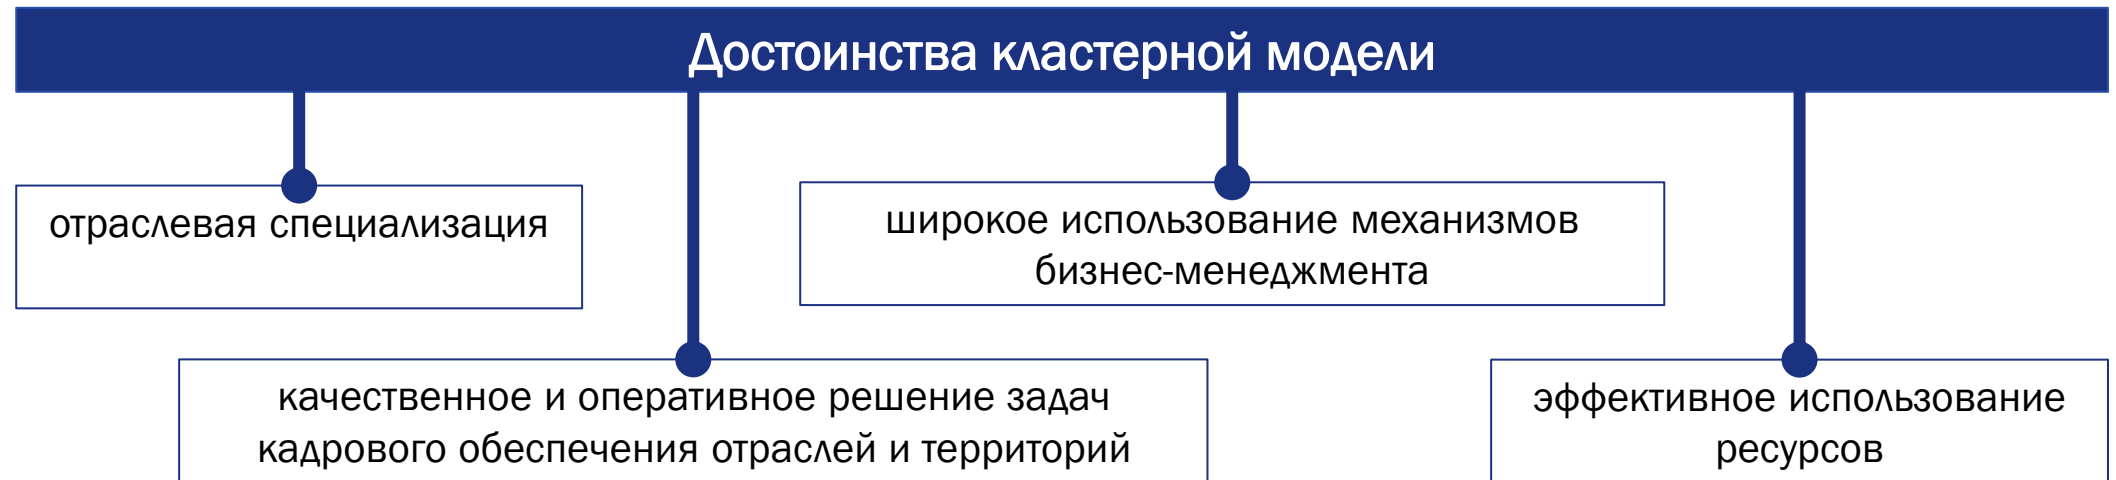 Достоинства кластерной модели
отраслевая специализация
широкое использование механизмов
бизнес-менеджмента
качественное и оперативное решение задач
кадрового обеспечения отраслей и территорий
эффективное использование
ресурсов